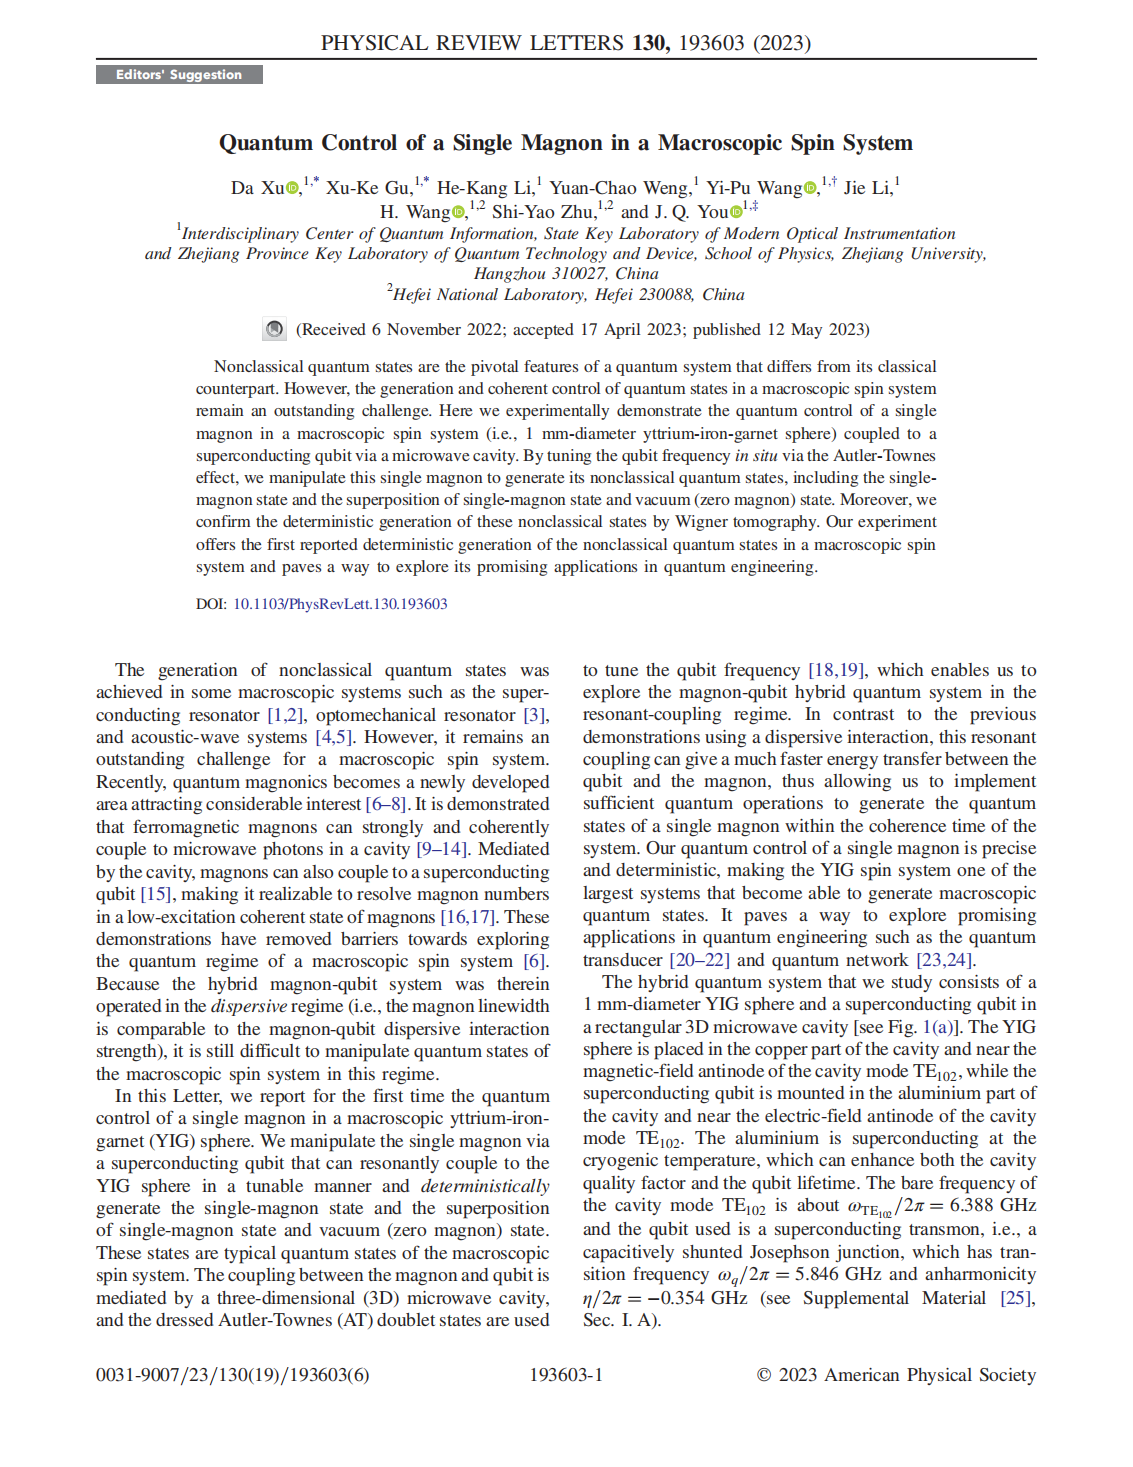 PHYSICAL REVIEW LETTERS 130, 193603 (2023)
Editors' Suggestion
Quantum Control of a Single Magnon in a Macroscopic Spin System
Da Xu,1,* Xu-Ke Gu,1,* He-Kang Li,1 Yuan-Chao Weng,1 Yi-Pu Wang,1,† Jie Li,1
H. Wang,1,2 Shi-Yao Zhu,1,2 and J. Q. You1,‡
1Interdisciplinary Center of Quantum Information, State Key Laboratory of Modern Optical Instrumentation
and Zhejiang Province Key Laboratory of Quantum Technology and Device, School of Physics, Zhejiang University,
Hangzhou 310027, China
2Hefei National Laboratory, Hefei 230088, China
(Received 6 November 2022; accepted 17 April 2023; published 12 May 2023)
Nonclassical quantum states are the pivotal features of a quantum system that differs from its classical
counterpart. However, the generation and coherent control of quantum states in a macroscopic spin system
remain an outstanding challenge. Here we experimentally demonstrate the quantum control of a single
magnon in a macroscopic spin system (i.e., 1 mm-diameter yttrium-iron-garnet sphere) coupled to a
superconducting qubit via a microwave cavity. By tuning the qubit frequency in situ via the Autler-Townes
effect, we manipulate this single magnon to generate its nonclassical quantum states, including the single-
magnon state and the superposition of single-magnon state and vacuum (zero magnon) state. Moreover, we
confirm the deterministic generation of these nonclassical states by Wigner tomography. Our experiment
offers the first reported deterministic generation of the nonclassical quantum states in a macroscopic spin
system and paves a way to explore its promising applications in quantum engineering.
DOI: 10.1103/PhysRevLett.130.193603
The generation of nonclassical quantum states was
achieved in some macroscopic systems such as the super-
conducting resonator [1,2], optomechanical resonator [3],
and acoustic-wave systems [4,5]. However, it remains an
outstanding challenge for a macroscopic spin system.
Recently, quantum magnonics becomes a newly developed
area attracting considerable interest [6–8]. It is demonstrated
that ferromagnetic magnons can strongly and coherently
couple to microwave photons in a cavity [9–14]. Mediated
by the cavity, magnons can also couple to a superconducting
qubit [15], making it realizable to resolve magnon numbers
in a low-excitation coherent state of magnons [16,17]. These
demonstrations have removed barriers towards exploring
the quantum regime of a macroscopic spin system [6].
Because the hybrid magnon-qubit system was therein
operated in the dispersive regime (i.e., the magnon linewidth
is comparable to the magnon-qubit dispersive interaction
strength), it is still difficult to manipulate quantum states of
the macroscopic spin system in this regime.
In this Letter, we report for the first time the quantum
control of a single magnon in a macroscopic yttrium-iron-
garnet (YIG) sphere. We manipulate the single magnon via
a superconducting qubit that can resonantly couple to the
YIG sphere in a tunable manner and deterministically
generate the single-magnon state and the superposition
of single-magnon state and vacuum (zero magnon) state.
These states are typical quantum states of the macroscopic
spin system. The coupling between the magnon and qubit is
mediated by a three-dimensional (3D) microwave cavity,
and the dressed Autler-Townes (AT) doublet states are used
to tune the qubit frequency [18,19], which enables us to
explore the magnon-qubit hybrid quantum system in the
resonant-coupling regime. In contrast to the previous
demonstrations using a dispersive interaction, this resonant
coupling can give a much faster energy transfer between the
qubit and the magnon, thus allowing us to implement
sufficient quantum operations to generate the quantum
states of a single magnon within the coherence time of the
system. Our quantum control of a single magnon is precise
and deterministic, making the YIG spin system one of the
largest systems that become able to generate macroscopic
quantum states. It paves a way to explore promising
applications in quantum engineering such as the quantum
transducer [20–22] and quantum network [23,24].
The hybrid quantum system that we study consists of a
1 mm-diameter YIG sphere and a superconducting qubit in
a rectangular 3D microwave cavity [see Fig. 1(a)]. The YIG
sphere is placed in the copper part of the cavity and near the
magnetic-field antinode of the cavity mode TE102, while the
superconducting qubit is mounted in the aluminium part of
the cavity and near the electric-field antinode of the cavity
mode TE102. The aluminium is superconducting at the
cryogenic temperature, which can enhance both the cavity
quality factor and the qubit lifetime. The bare frequency of
the cavity mode TE102 is about ωTE102/2π = 6.388 GHz
and the qubit used is a superconducting transmon, i.e., a
capacitively shunted Josephson junction, which has tran-
sition frequency ωq/2π = 5.846 GHz and anharmonicity
η/2π = −0.354 GHz (see Supplemental Material [25],
Sec. I. A).
0031-9007/23/130(19)/193603(6)
193603-1
© 2023 American Physical Society